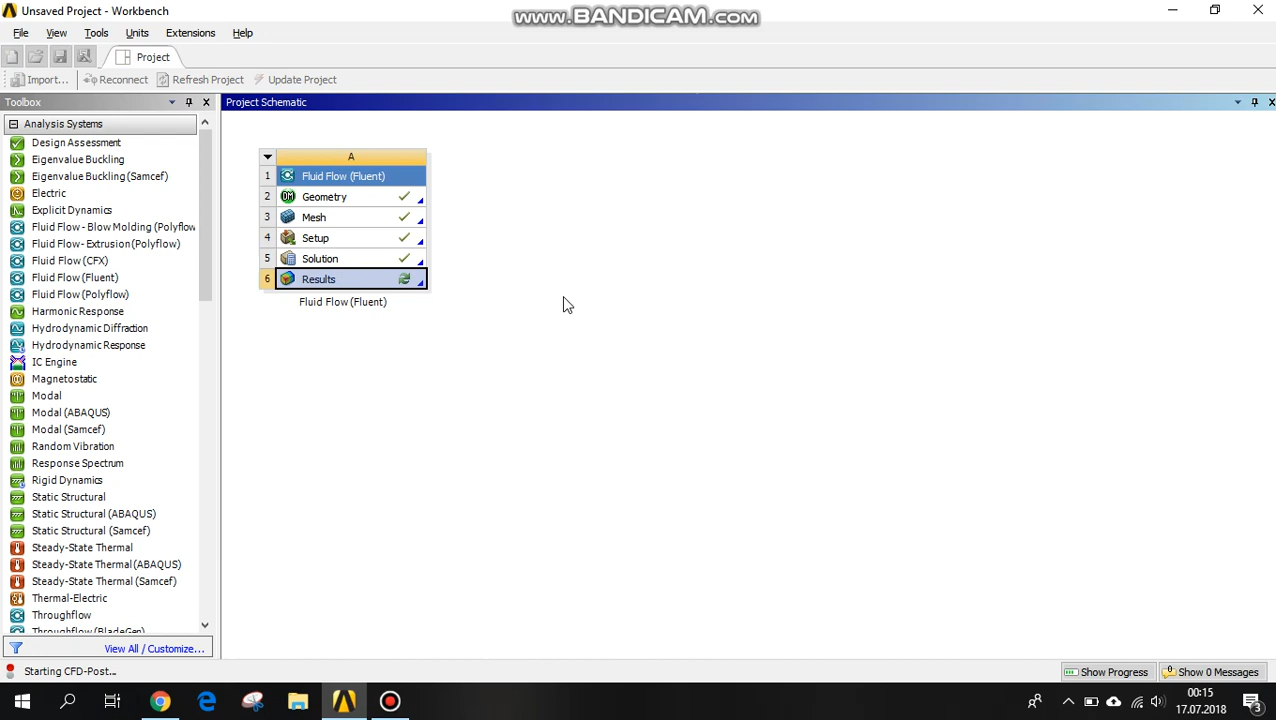 Unsaved Project - Workbench
www.BANDICAM.com
File View Tools Units Extensions Help
Project
Import... Reconnect Refresh Project Update Project
Toolbox
Project Schematic
Analysis Systems
Design Assessment
Eigenvalue Buckling
Eigenvalue Buckling (Samcef)
Electric
Explicit Dynamics
Fluid Flow - Blow Molding (Polyflow
Fluid Flow - Extrusion (Polyflow)
Fluid Flow (CFX)
Fluid Flow (Fluent)
Fluid Flow (Polyflow)
Harmonic Response
Hydrodynamic Diffraction
Hydrodynamic Response
IC Engine
Magnetostatic
Modal
Modal (ABAQUS)
Modal (Samcef)
Random Vibration
Response Spectrum
Rigid Dynamics
Static Structural
Static Structural (ABAQUS)
Static Structural (Samcef)
Steady-State Thermal
Steady-State Thermal (ABAQUS)
Steady-State Thermal (Samcef)
Thermal-Electric
Throughflow
Throughflow (BladeGen)
View All / Customize...
A
1 Fluid Flow (Fluent)
2 DM Geometry
3 Mesh
4 Setup
5 Solution
6 Results
Fluid Flow (Fluent)
Starting CFD-Post...
Show Progress
Show 0 Messages
00:15
17.07.2018
3